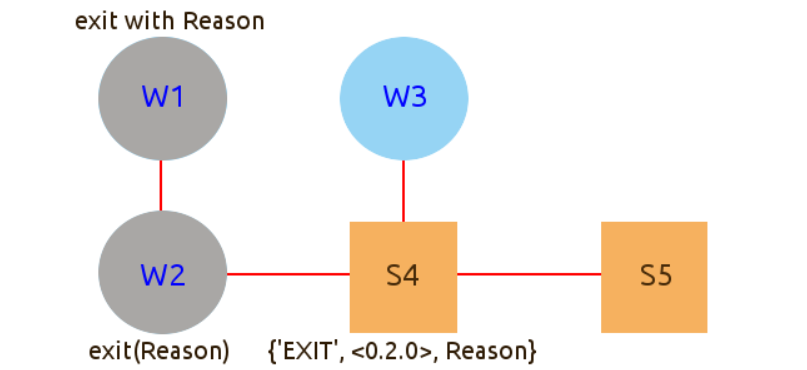 exit with Reason
W1
W3
W2
S4
S5
exit(Reason)
{'EXIT', <0.2.0>, Reason}